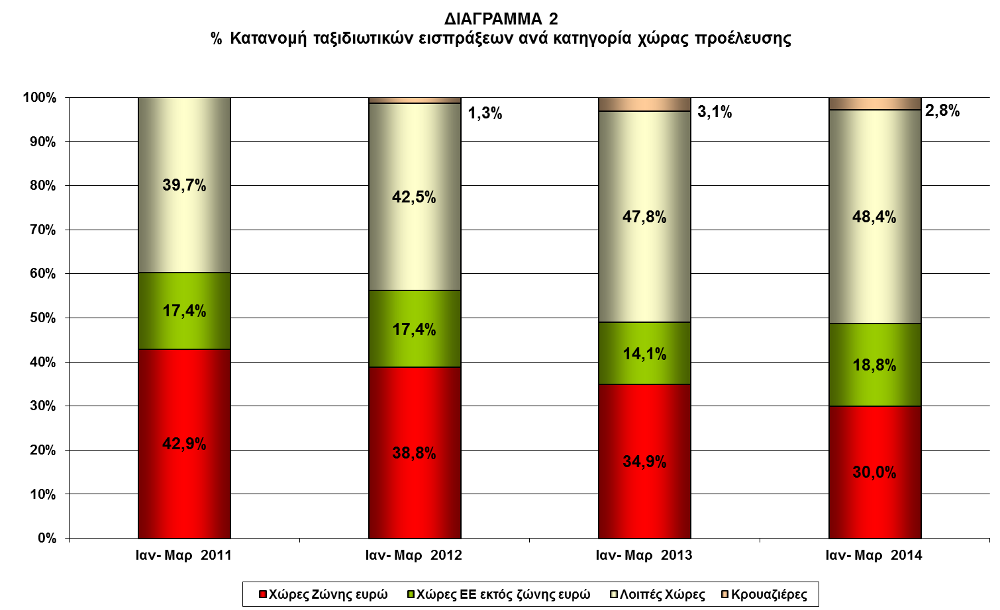 ΔΙΑΓΡΑΜΜΑ 2
% Κατανομή ταξιδιωτικών εισπράξεων ανά κατηγορία χώρας προέλευσης
100%
90%
80%
70%
60%
50%
40%
30%
20%
10%
0%
39,7%
17,4%
42,9%
1,3%
42,5%
17,4%
38,8%
3,1%
47,8%
14,1%
34,9%
2,8%
48,4%
18,8%
30,0%
Ιαν- Μαρ 2011
Ιαν- Μαρ 2012
Ιαν- Μαρ 2013
Ιαν- Μαρ 2014
Χώρες Ζώνης ευρώ
Χώρες ΕΕ εκτός ζώνης ευρώ
Λοιπές Χώρες
Κρουαζιέρες